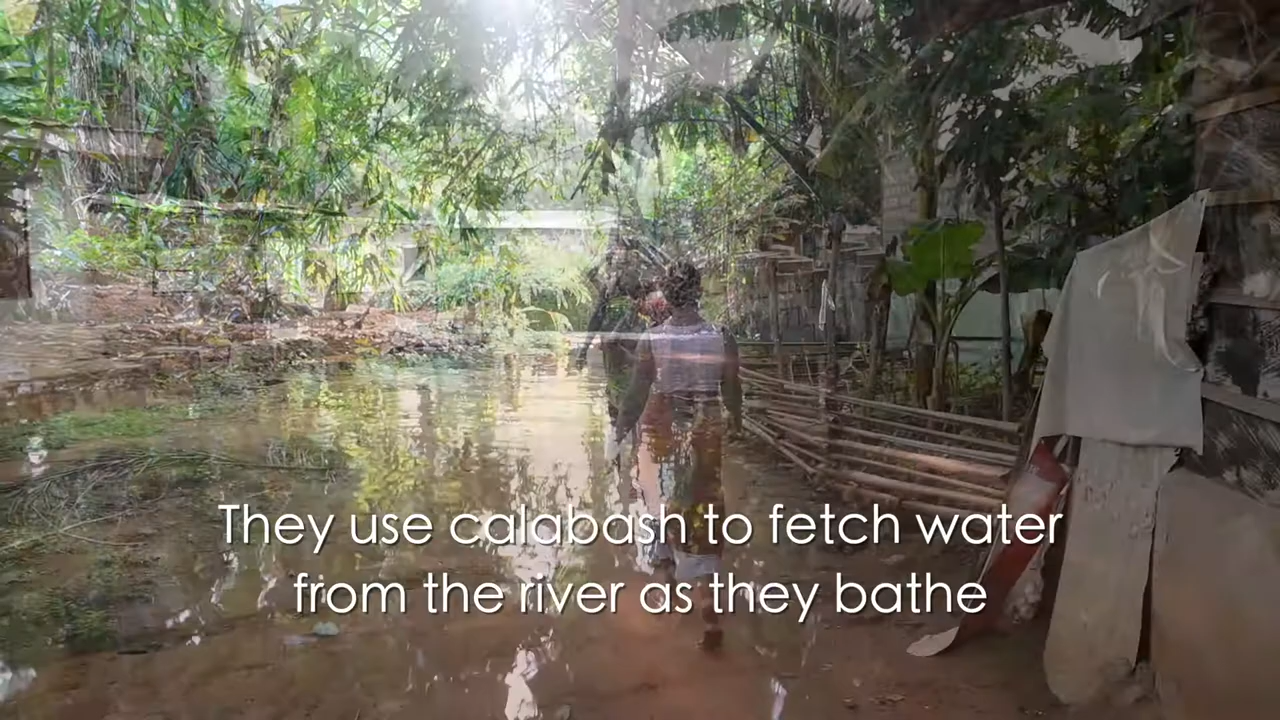 They use calabash to fetch water
from the river as they bathe